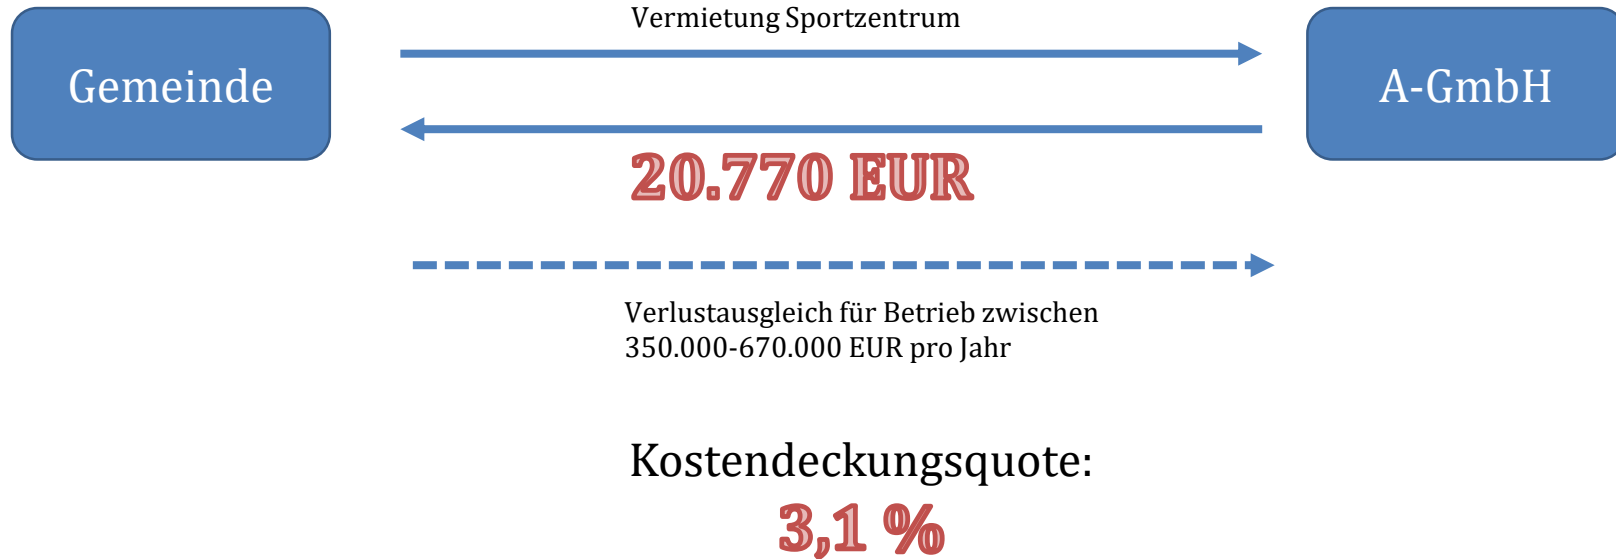 Vermietung Sportzentrum
Gemeinde
A-GmbH
20.770 EUR
Verlustausgleich für Betrieb zwischen
350.000-670.000 EUR pro Jahr
Kostendeckungsquote:
3,1 %